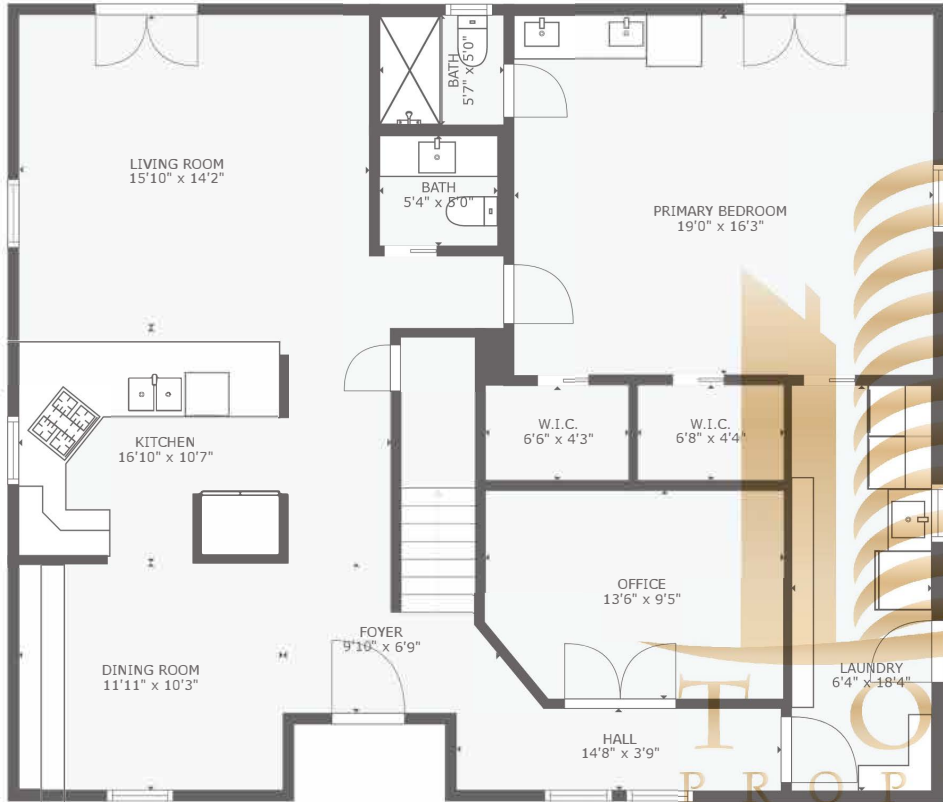 BATH
5'7" x 5'0"
LIVING ROOM
15'10" x 14'2"
BATH
5'4" x 5'0"
PRIMARY BEDROOM
19'0" x 16'3"
KITCHEN
16'10" x 10'7"
W.I.C.
6'6" x 4'3"
W.I.C.
6'8" x 4'4"
OFFICE
13'6" x 9'5"
FOYER
9'10" x 6'9"
DINING ROOM
11'11" x 10'3"
LAUNDRY
6'4" x 18'4"
HALL
14'8" x 3'9"
TO
PROP